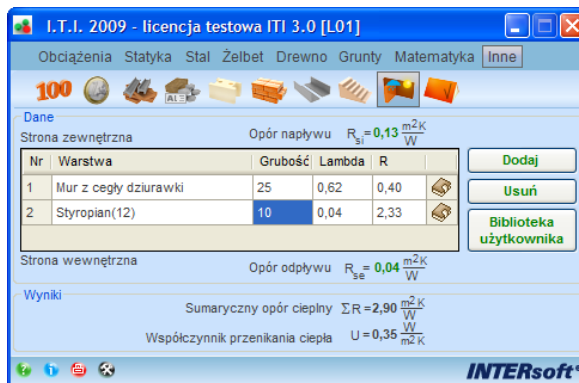 I.T.I. 2009 - licencja testowa ITI 3.0 [L01]
Obciążenia Statyka Stal Żelbet Drewno Grunty Matematyka Inne
100
Dane
Strona zewnętrzna Opór napływu Rsi=0,13 m2K/W
Nr Warstwa Grubość Lambda R
1 Mur z cegły dziurawki 25 0,62 0,40
2 Styropian(12) 10 0,04 2,33
Dodaj
Usuń
Biblioteka
użytkownika
Strona wewnętrzna Opór odpływu Rse= 0,04 m2K/W
Wyniki
Sumaryczny opór cieplny ΣR=2,90 m2K/W
Współczynnik przenikania ciepła U=0,35 W/m2K
INTERsoft